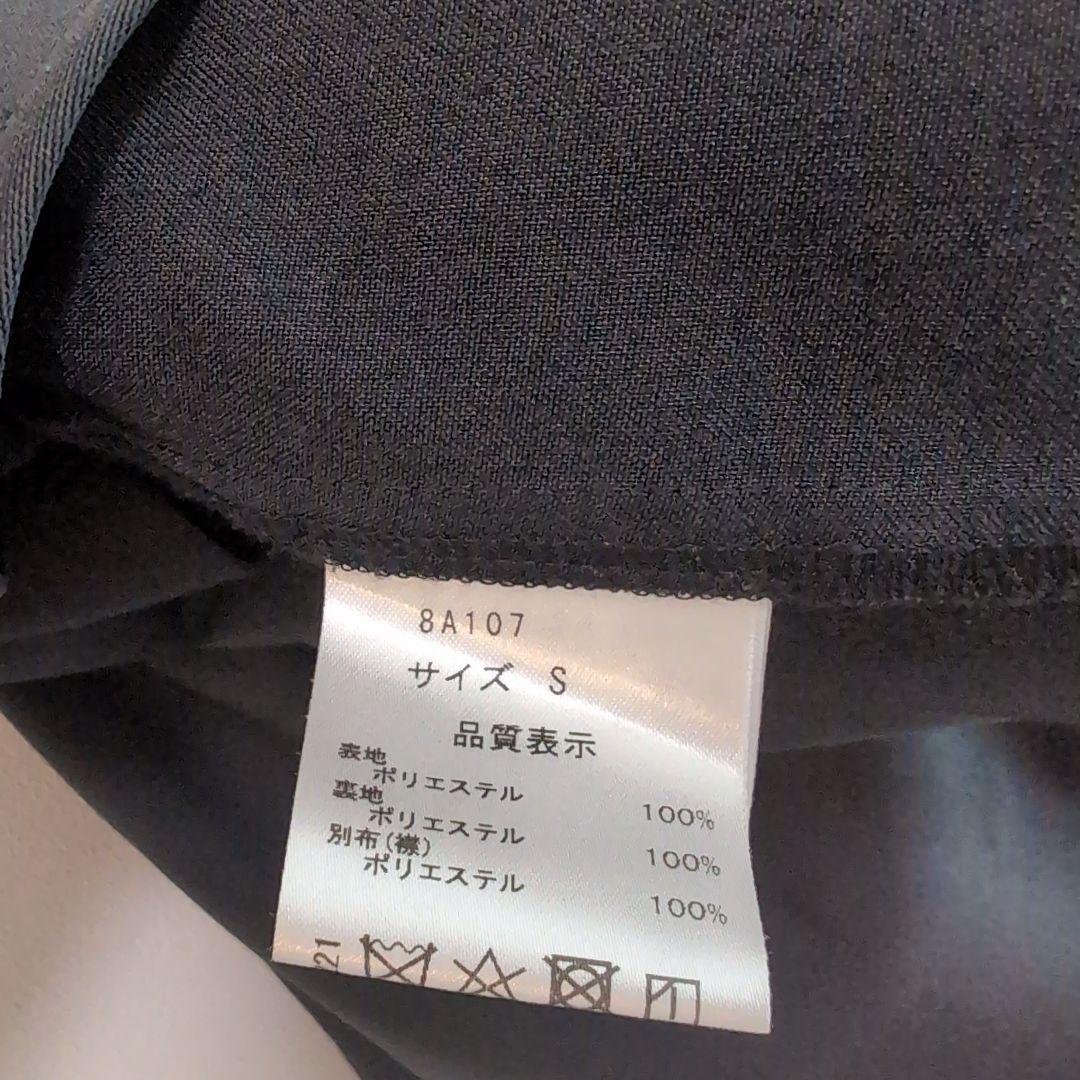 8A107
サイズ S
品質表示
表地
ポリエステル 100%
裏地
ポリエステル 100%
別布(襟)
ポリエステル 100%
21